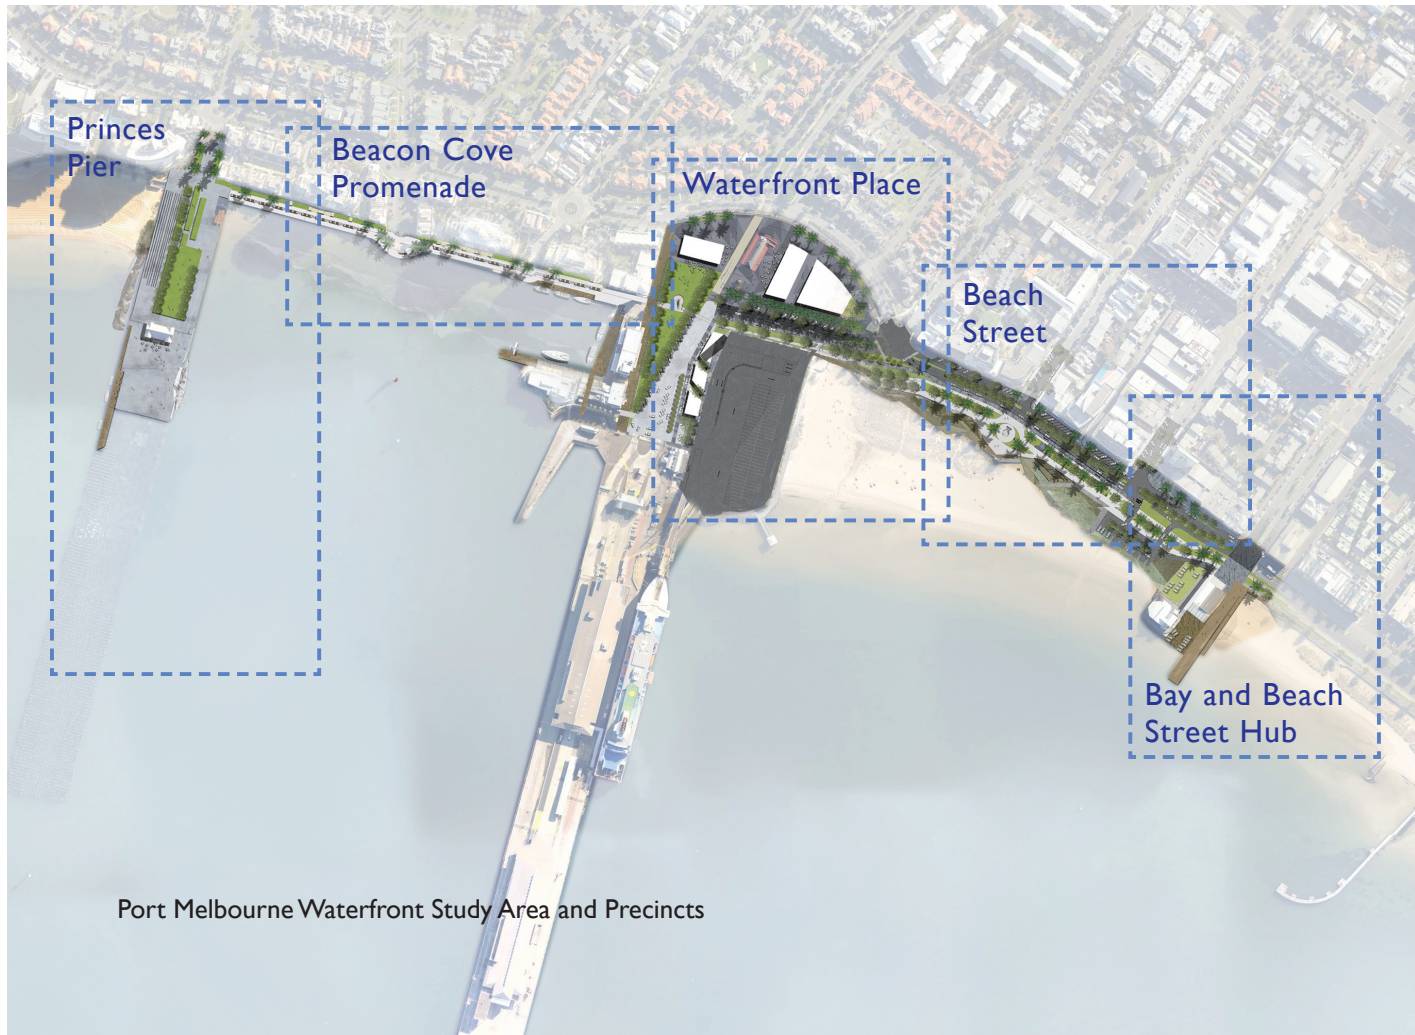 Princes
Pier
Beacon Cove
Promenade
Waterfront Place
Beach
Street
Bay and Beach
Street Hub
Port Melbourne Waterfront Study Area and Precincts